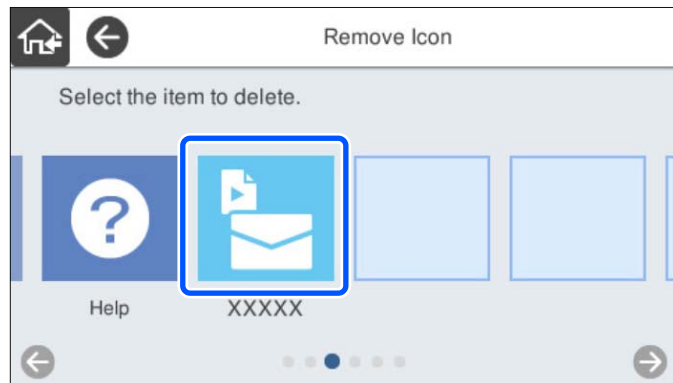 Remove Icon
Select the item to delete.
?
Help
XXXXX